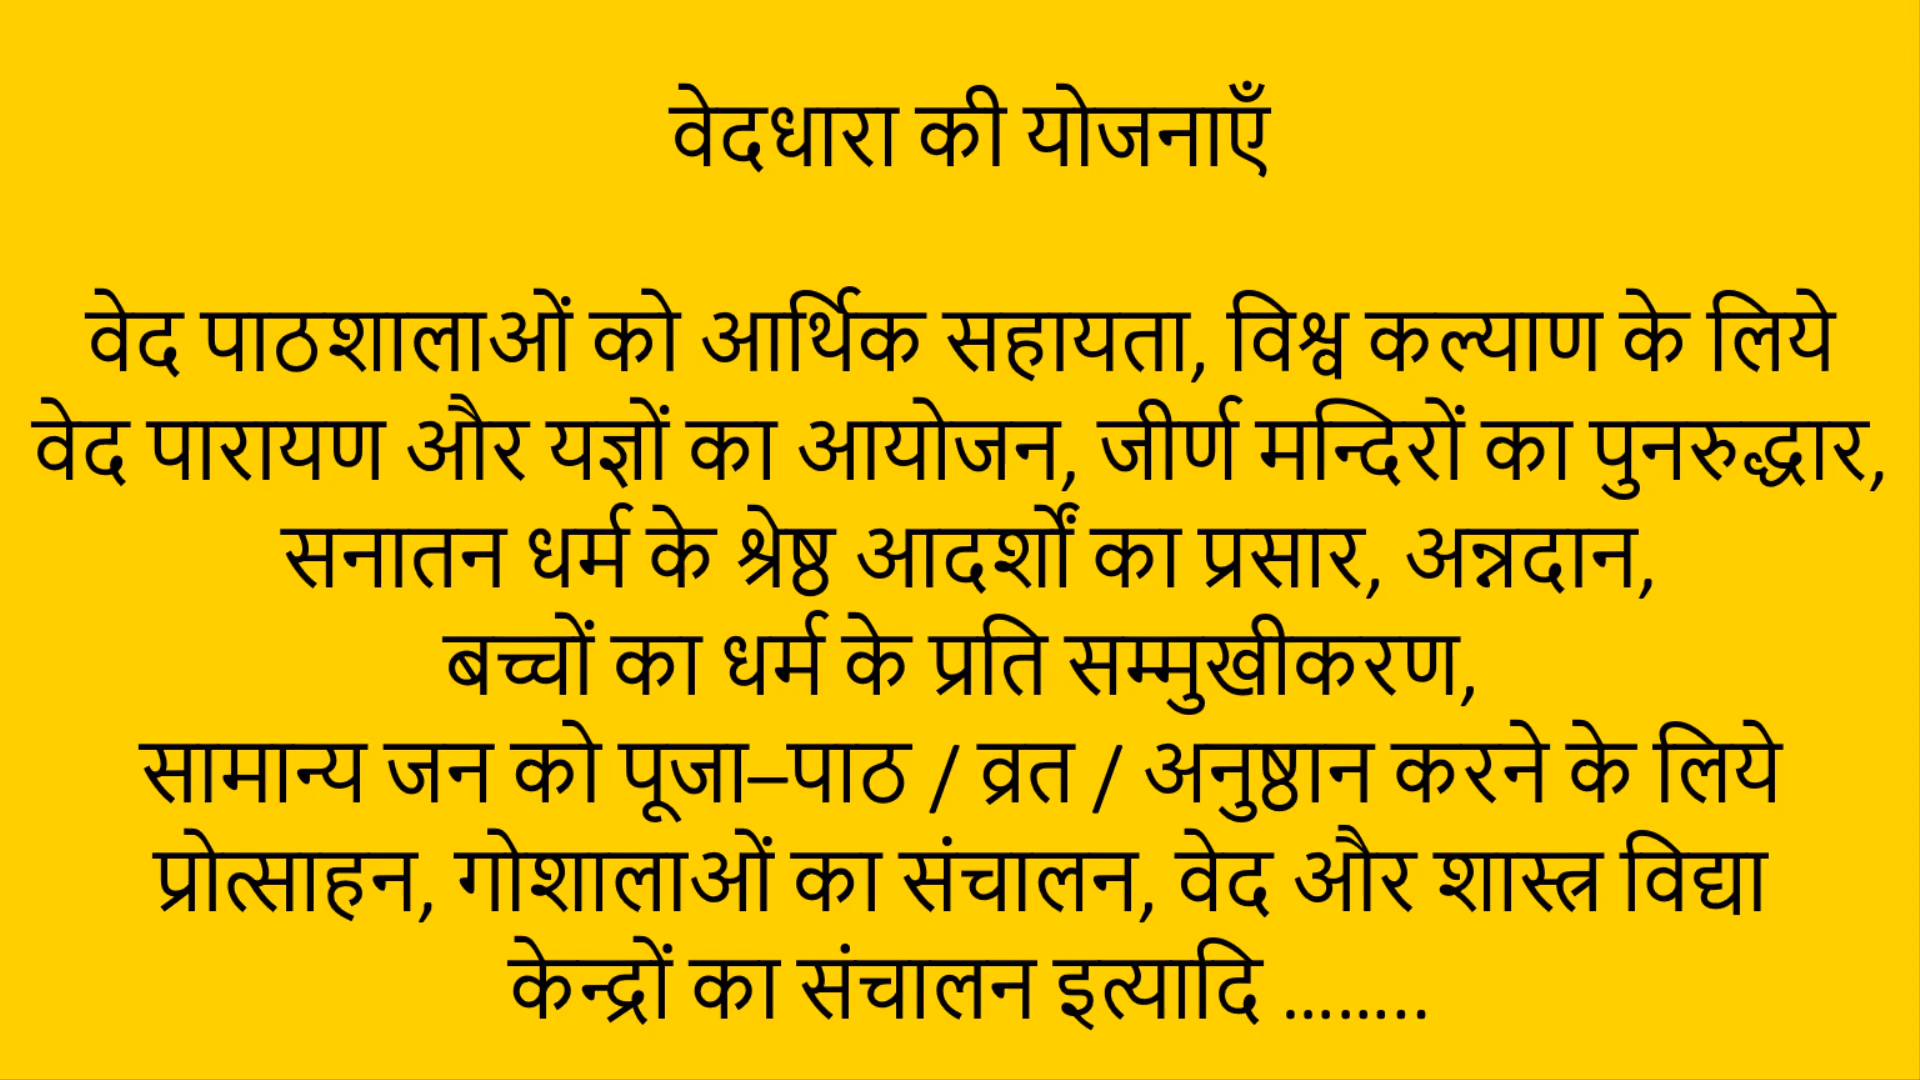 वेदधारा की योजनाएँ
वेद पाठशालाओं को आर्थिक सहायता, विश्व कल्याण के लिये
वेद पारायण और यज्ञों का आयोजन, जीर्ण मन्दिरों का पुनरुद्धार,
सनातन धर्म के श्रेष्ठ आदर्शों का प्रसार, अन्नदान,
बच्चों का धर्म के प्रति सम्मुखीकरण,
सामान्य जन को पूजा–पाठ / व्रत / अनुष्ठान करने के लिये
प्रोत्साहन, गोशालाओं का संचालन, वेद और शास्त्र विद्या
केन्द्रों का संचालन इत्यादि ........